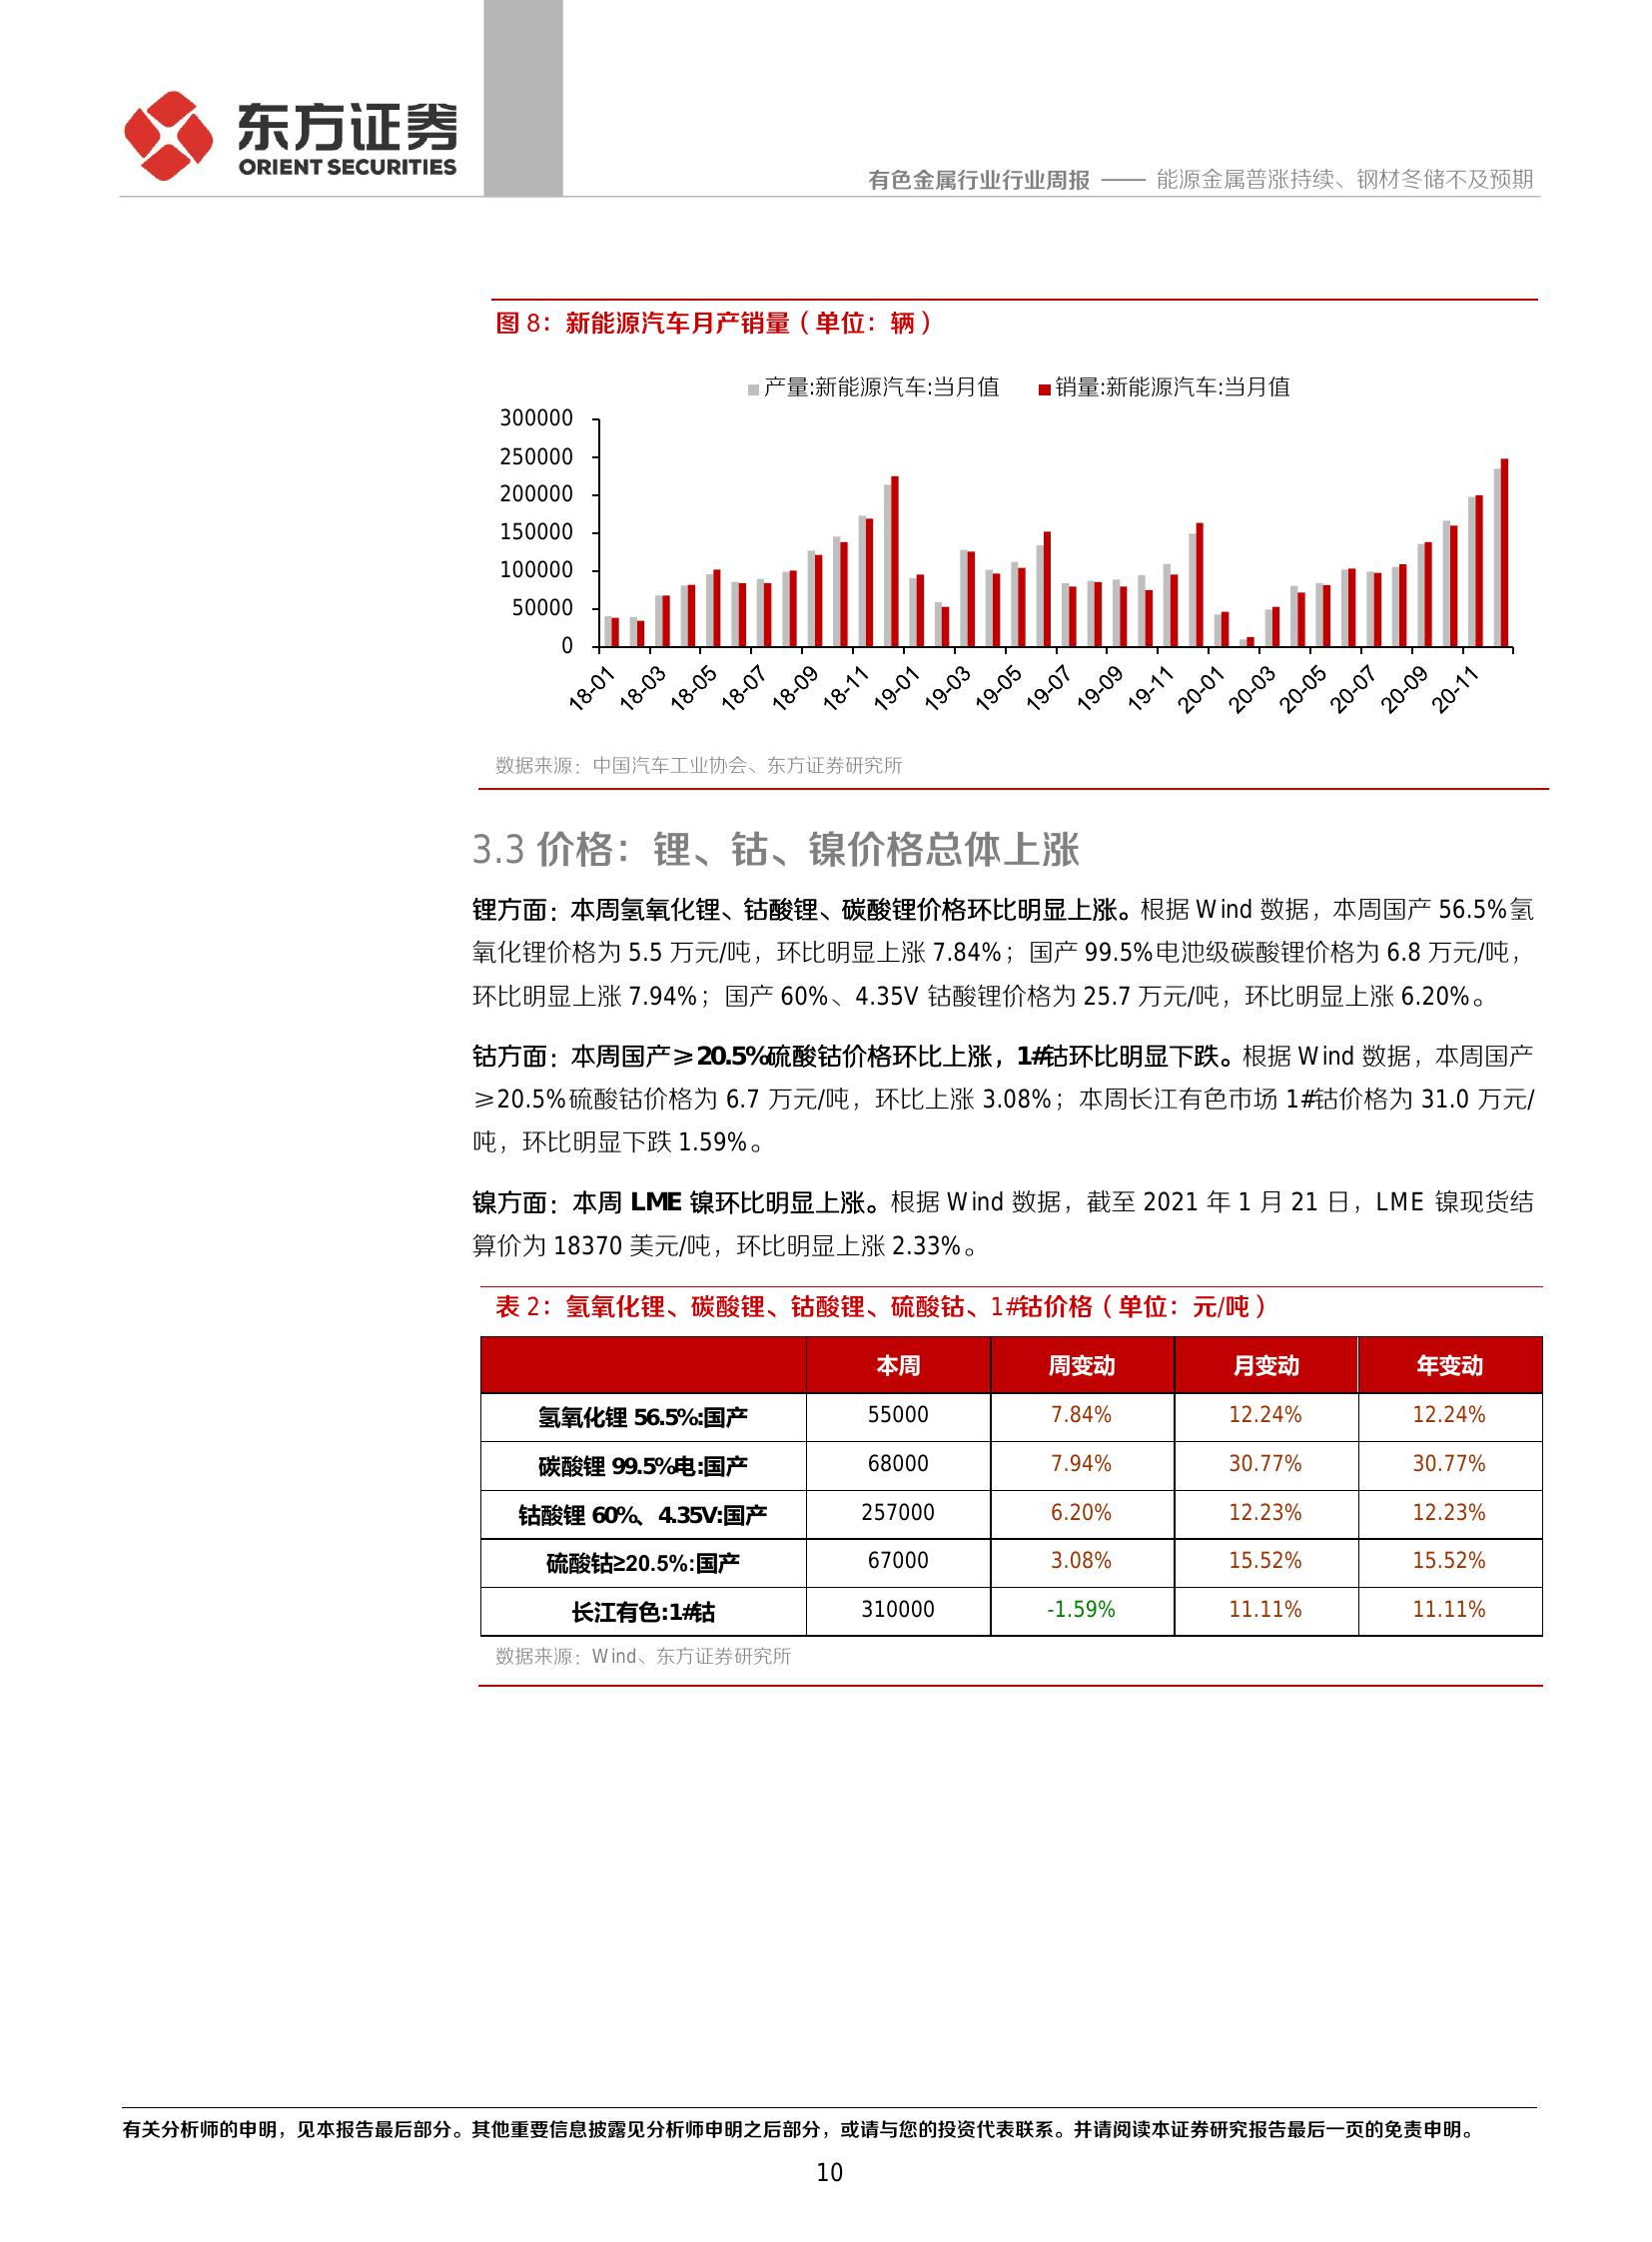 东方证券
ORIENT SECURITIES
有色金属行业行业周报 —— 能源金属普涨持续、钢材冬储不及预期
图 8：新能源汽车月产销量（单位：辆）
产量:新能源汽车:当月值 销量:新能源汽车:当月值
300000
250000
200000
150000
100000
50000
0
18-01 18-03 18-05 18-07 18-09 18-11 19-01 19-03 19-05 19-07 19-09 19-11 20-01 20-03 20-05 20-07 20-09 20-11
数据来源：中国汽车工业协会、东方证券研究所
3.3 价格：锂、钴、镍价格总体上涨
锂方面：本周氢氧化锂、钴酸锂、碳酸锂价格环比明显上涨。根据 Wind 数据，本周国产 56.5%氢
氧化锂价格为 5.5 万元/吨，环比明显上涨 7.84%；国产 99.5%电池级碳酸锂价格为 6.8 万元/吨，
环比明显上涨 7.94%；国产 60%、4.35V 钴酸锂价格为 25.7 万元/吨，环比明显上涨 6.20%。
钴方面：本周国产≥20.5%硫酸钴价格环比上涨，1#钴环比明显下跌。根据 Wind 数据，本周国产
≥20.5%硫酸钴价格为 6.7 万元/吨，环比上涨 3.08%；本周长江有色市场 1#钴价格为 31.0 万元/
吨，环比明显下跌 1.59%。
镍方面：本周 LME 镍环比明显上涨。根据 Wind 数据，截至 2021 年 1 月 21 日，LME 镍现货结
算价为 18370 美元/吨，环比明显上涨 2.33%。
表 2：氢氧化锂、碳酸锂、钴酸锂、硫酸钴、1#钴价格（单位：元/吨）
本周 周变动 月变动 年变动
氢氧化锂 56.5%:国产 55000 7.84% 12.24% 12.24%
碳酸锂 99.5%电:国产 68000 7.94% 30.77% 30.77%
钴酸锂 60%、4.35V:国产 257000 6.20% 12.23% 12.23%
硫酸钴≥20.5%:国产 67000 3.08% 15.52% 15.52%
长江有色:1#钴 310000 -1.59% 11.11% 11.11%
数据来源：Wind、东方证券研究所
有关分析师的申明，见本报告最后部分。其他重要信息披露见分析师申明之后部分，或请与您的投资代表联系。并请阅读本证券研究报告最后一页的免责申明。
10